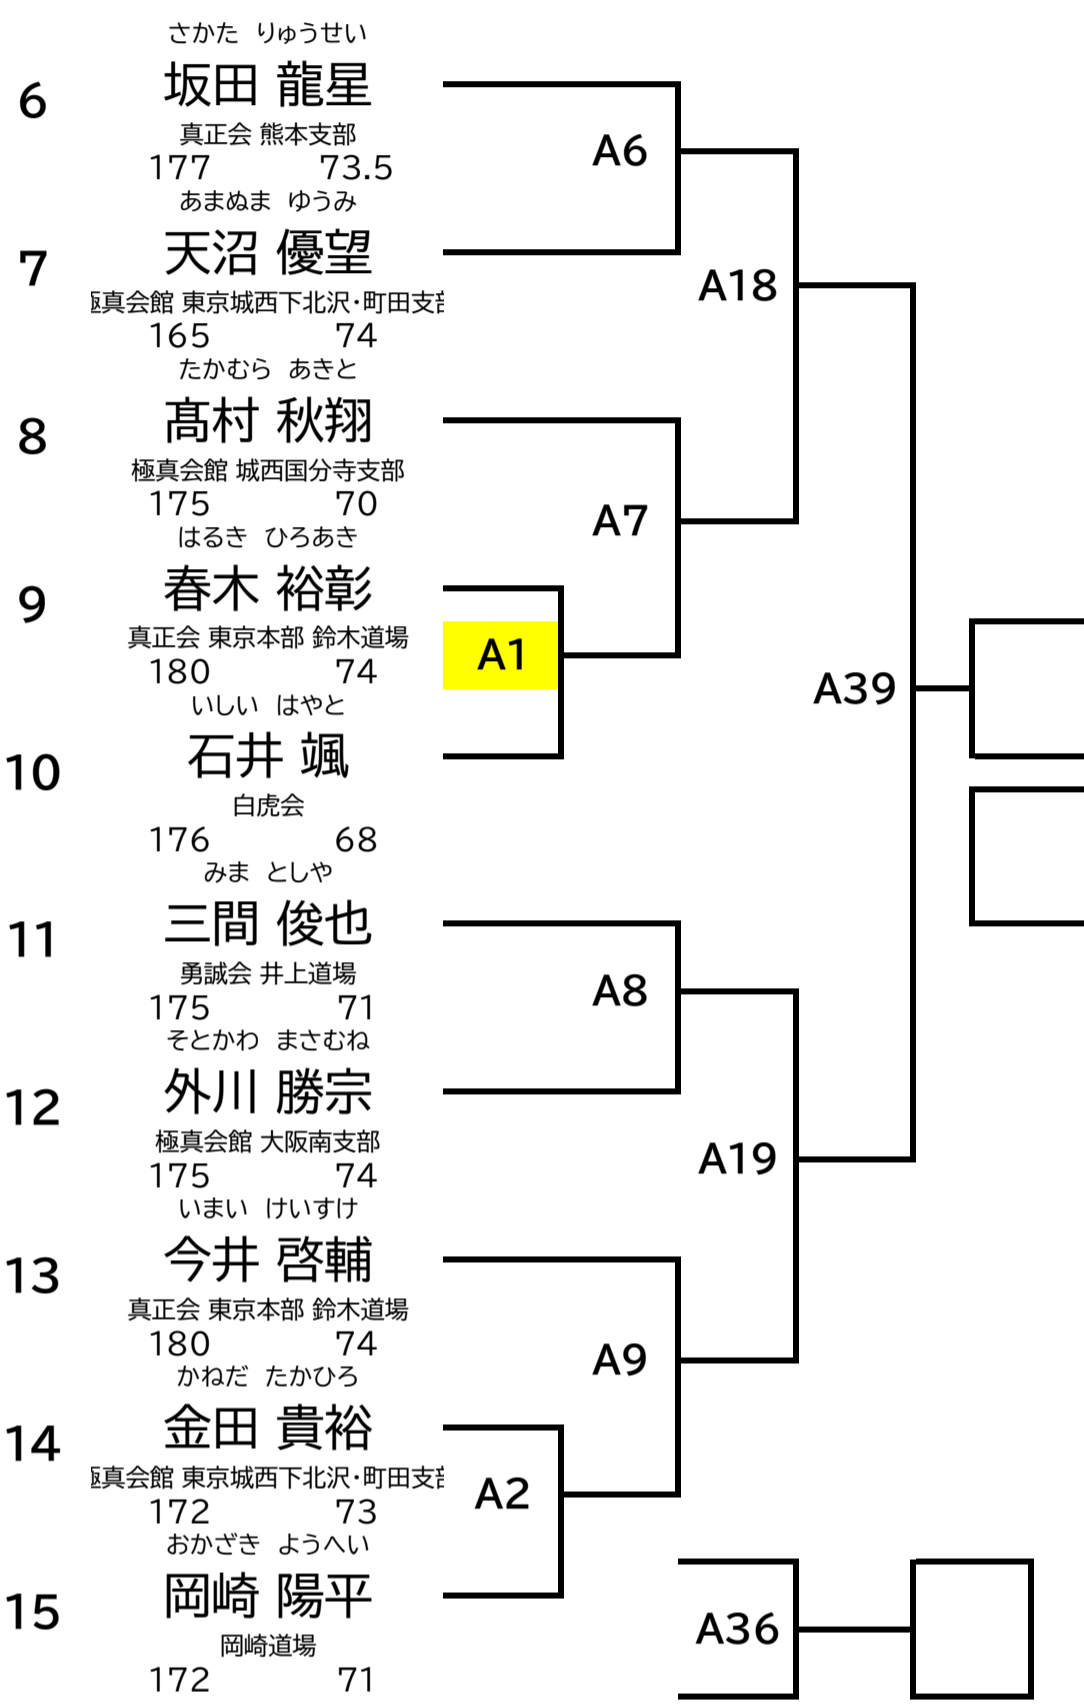 さかた りゅうせい
6
坂田 龍星
真正会 熊本支部
177 73.5
A6
あまぬま ゆうみ
7
天沼 優望
極真会館 東京城西下北沢・町田支部
165 74
A18
たかむら あきと
8
髙村 秋翔
極真会館 城西国分寺支部
175 70
A7
はるき ひろあき
9
春木 裕彰
真正会 東京本部 鈴木道場
180 74
A1
A39
いしい はやと
10
石井 颯
白虎会
176 68
みま としや
11
三間 俊也
勇誠会 井上道場
175 71
A8
そとかわ まさむね
12
外川 勝宗
極真会館 大阪南支部
175 74
A19
いまい けいすけ
13
今井 啓輔
真正会 東京本部 鈴木道場
180 74
A9
かねだ たかひろ
14
金田 貴裕
極真会館 東京城西下北沢・町田支部
172 73
A2
おかざき ようへい
15
岡崎 陽平
岡崎道場
172 71
A36